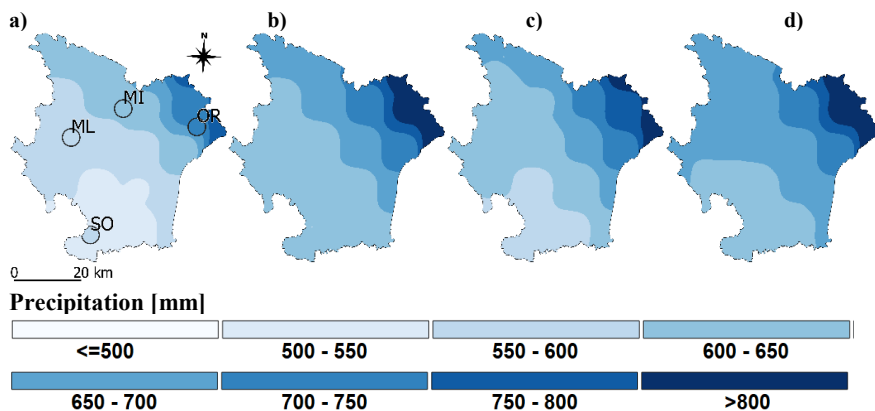 a) b) c) d)
N
MI
OR
ML
SO
0 20 km
Precipitation [mm]
<=500 500 - 550 550 - 600 600 - 650
650 - 700 700 - 750 750 - 800 >800